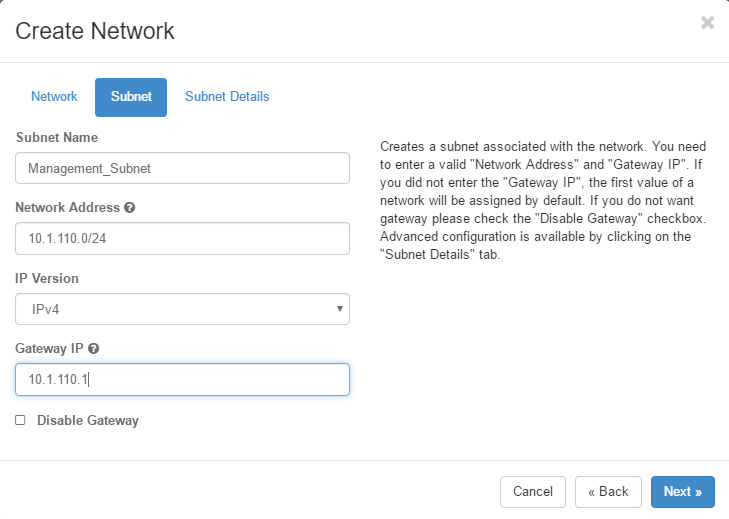 Create Network
×
Network
Subnet
Subnet Details
Subnet Name
Management_Subnet
Network Address
10.1.110.0/24
IP Version
IPv4
Gateway IP
10.1.110.1
Disable Gateway
Creates a subnet associated with the network. You need
to enter a valid "Network Address" and "Gateway IP". If
you did not enter the "Gateway IP", the first value of a
network will be assigned by default. If you do not want
gateway please check the "Disable Gateway" checkbox.
Advanced configuration is available by clicking on the
"Subnet Details" tab.
Cancel
« Back
Next »